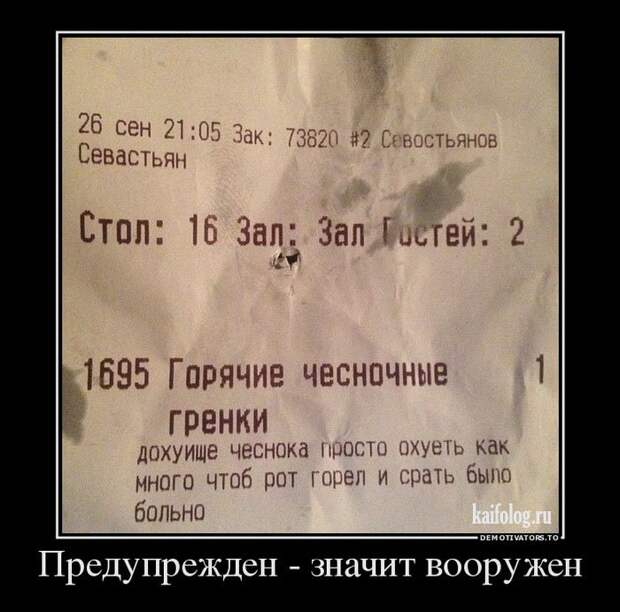 26 сен 21:05 Зак: 73820 #2 Севостьянов
Севастьян
Стол: 16 Зал: Зал Гостей: 2
1695 Горячие чесночные 1
гренки
дохуище чеснока просто охуеть как
много чтоб рот горел и срать было
больно
kaifolog.ru
DEMOTIVATORS.TO
Предупрежден - значит вооружен